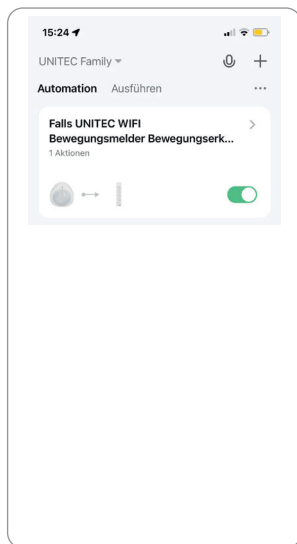 15:24
UNITEC Family
Automation Ausführen
Falls UNITEC WIFI
Bewegungsmelder Bewegungserk...
1 Aktionen